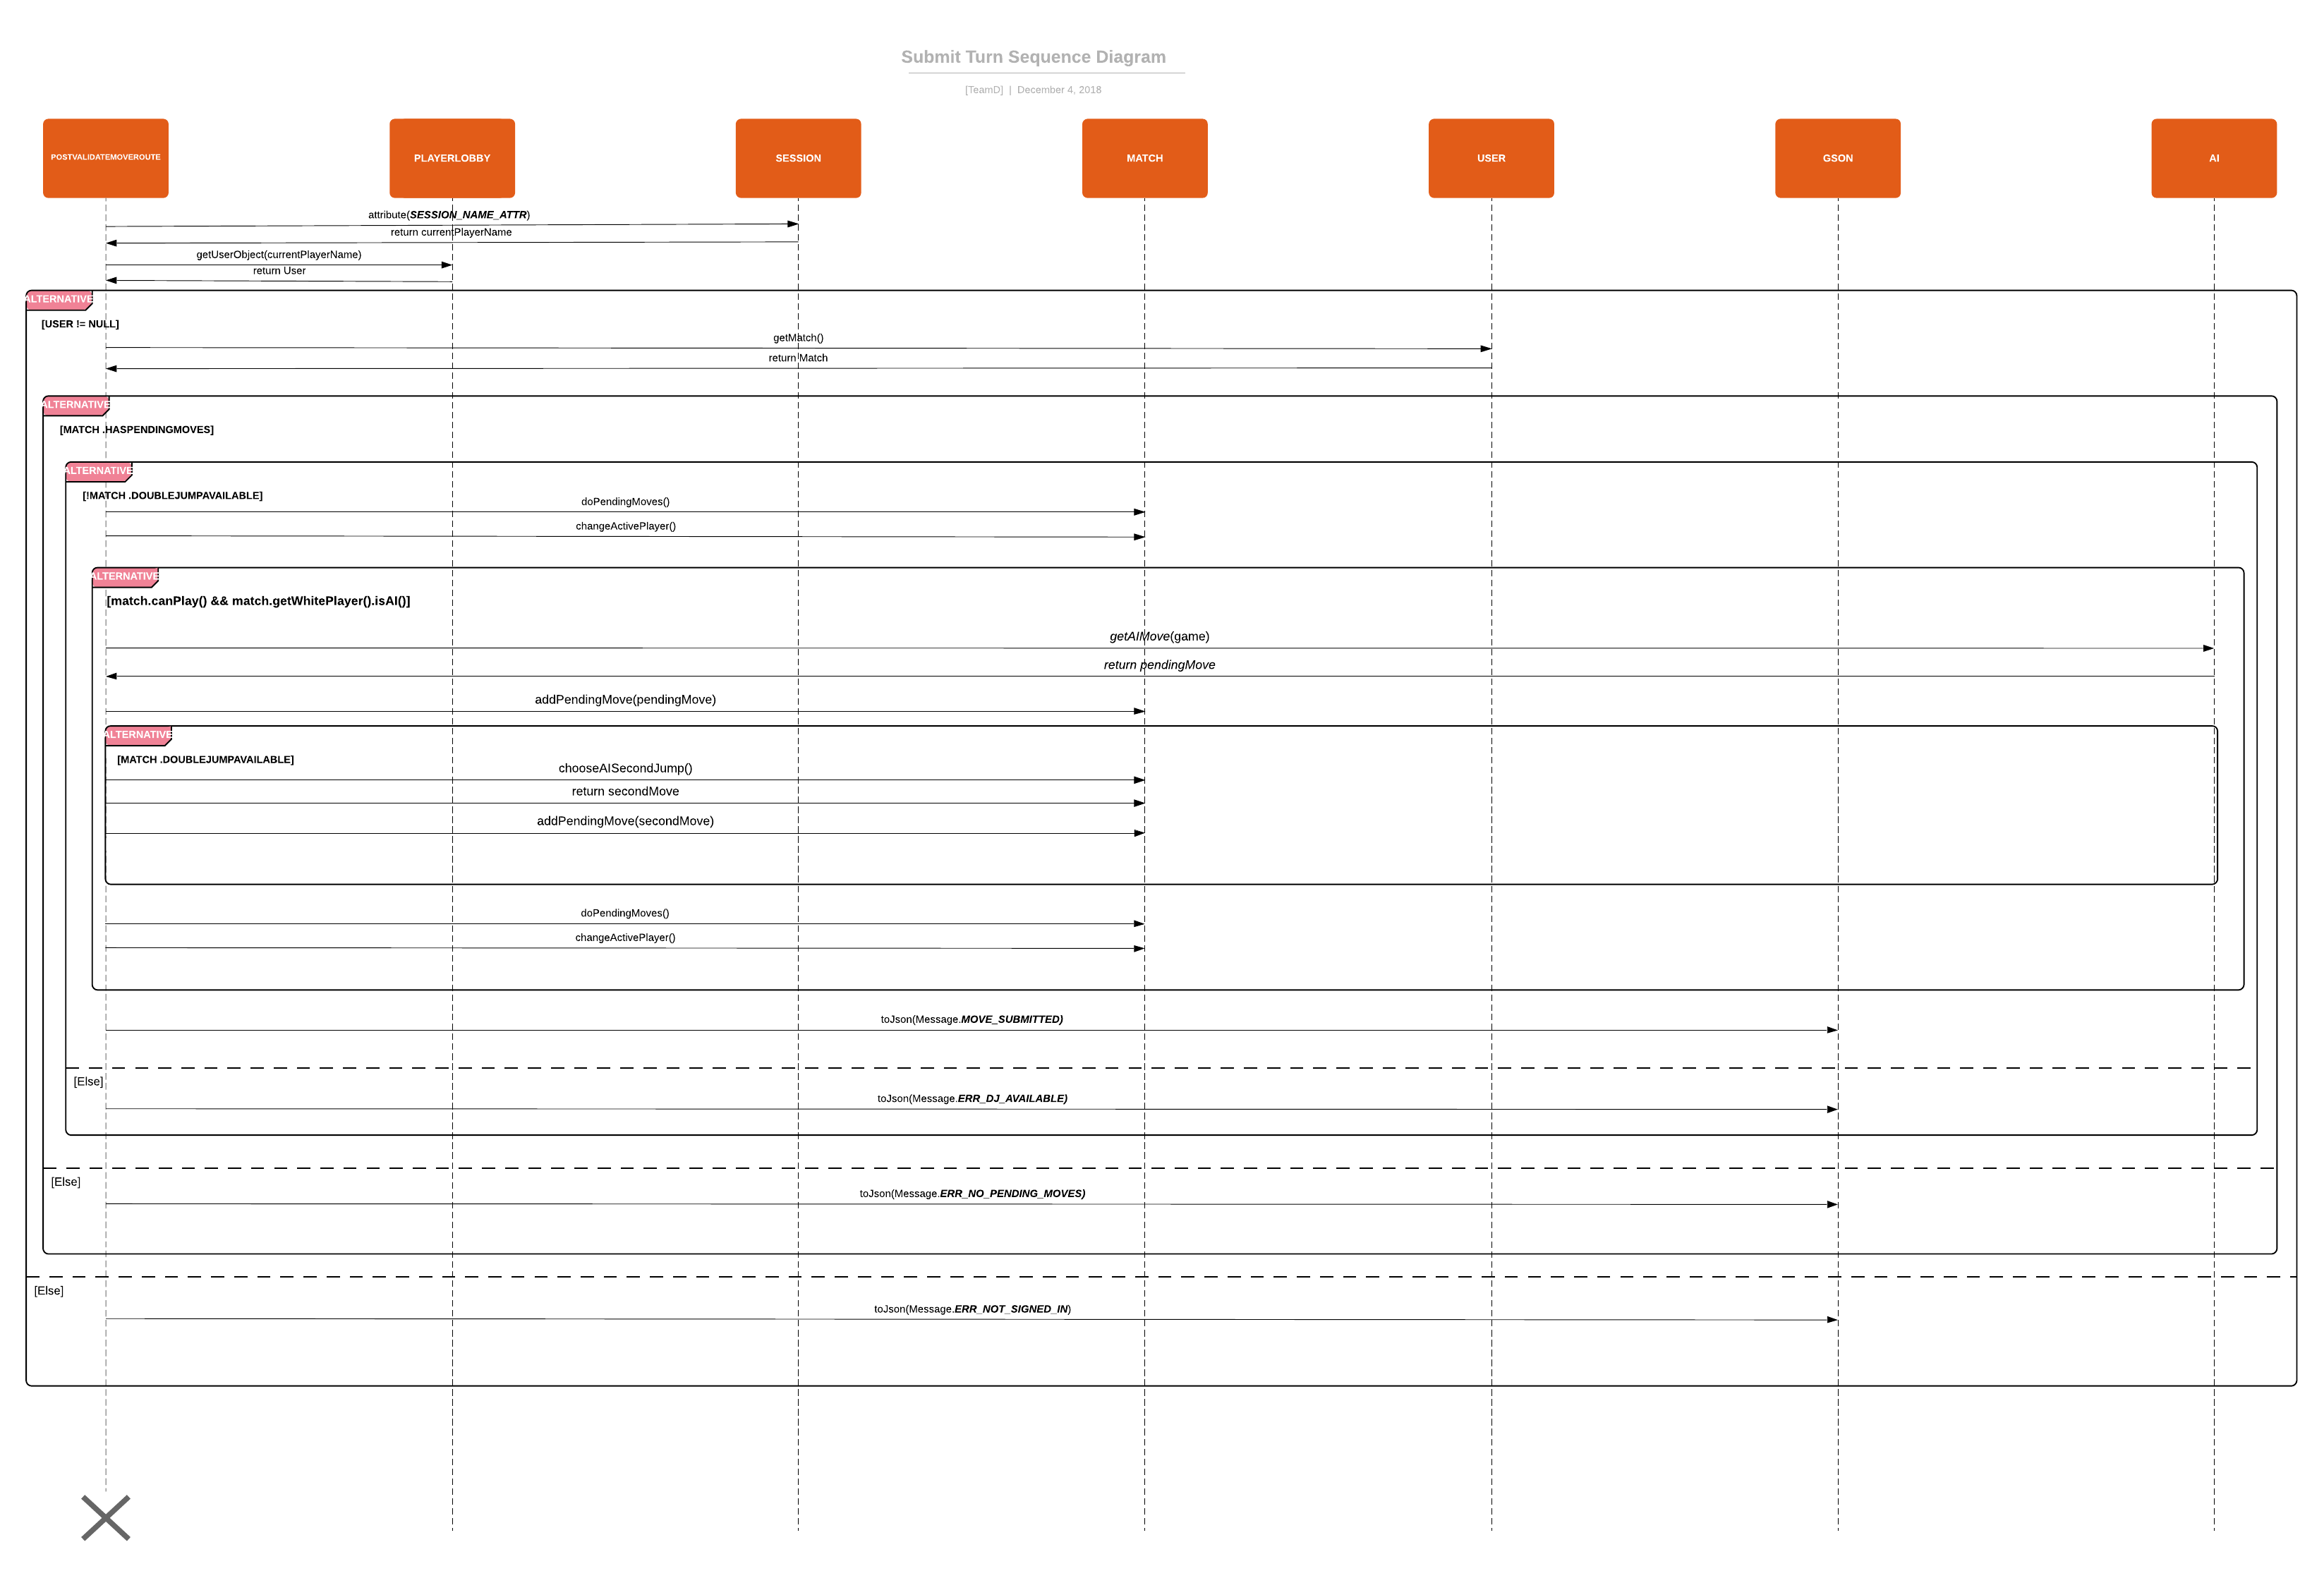 Submit Turn Sequence Diagram
[TeamD] | December 4, 2018
POSTVALIDATEMOVEROUTE
PLAYERLOBBY
SESSION
MATCH
USER
GSON
AI
attribute(SESSION_NAME_ATTR)
return currentPlayerName
getUserObject(currentPlayerName)
return User
ALTERNATIVE
[USER != NULL]
getMatch()
return Match
ALTERNATIVE
[MATCH .HASPENDINGMOVES]
ALTERNATIVE
[!MATCH .DOUBLEJUMPAVAILABLE]
doPendingMoves()
changeActivePlayer()
ALTERNATIVE
[match.canPlay() && match.getWhitePlayer().isAI()]
getAIMove(game)
return pendingMove
addPendingMove(pendingMove)
ALTERNATIVE
[MATCH .DOUBLEJUMPAVAILABLE]
chooseAISecondJump()
return secondMove
addPendingMove(secondMove)
doPendingMoves()
changeActivePlayer()
toJson(Message.MOVE_SUBMITTED)
[Else]
toJson(Message.ERR_DJ_AVAILABLE)
[Else]
toJson(Message.ERR_NO_PENDING_MOVES)
[Else]
toJson(Message.ERR_NOT_SIGNED_IN)